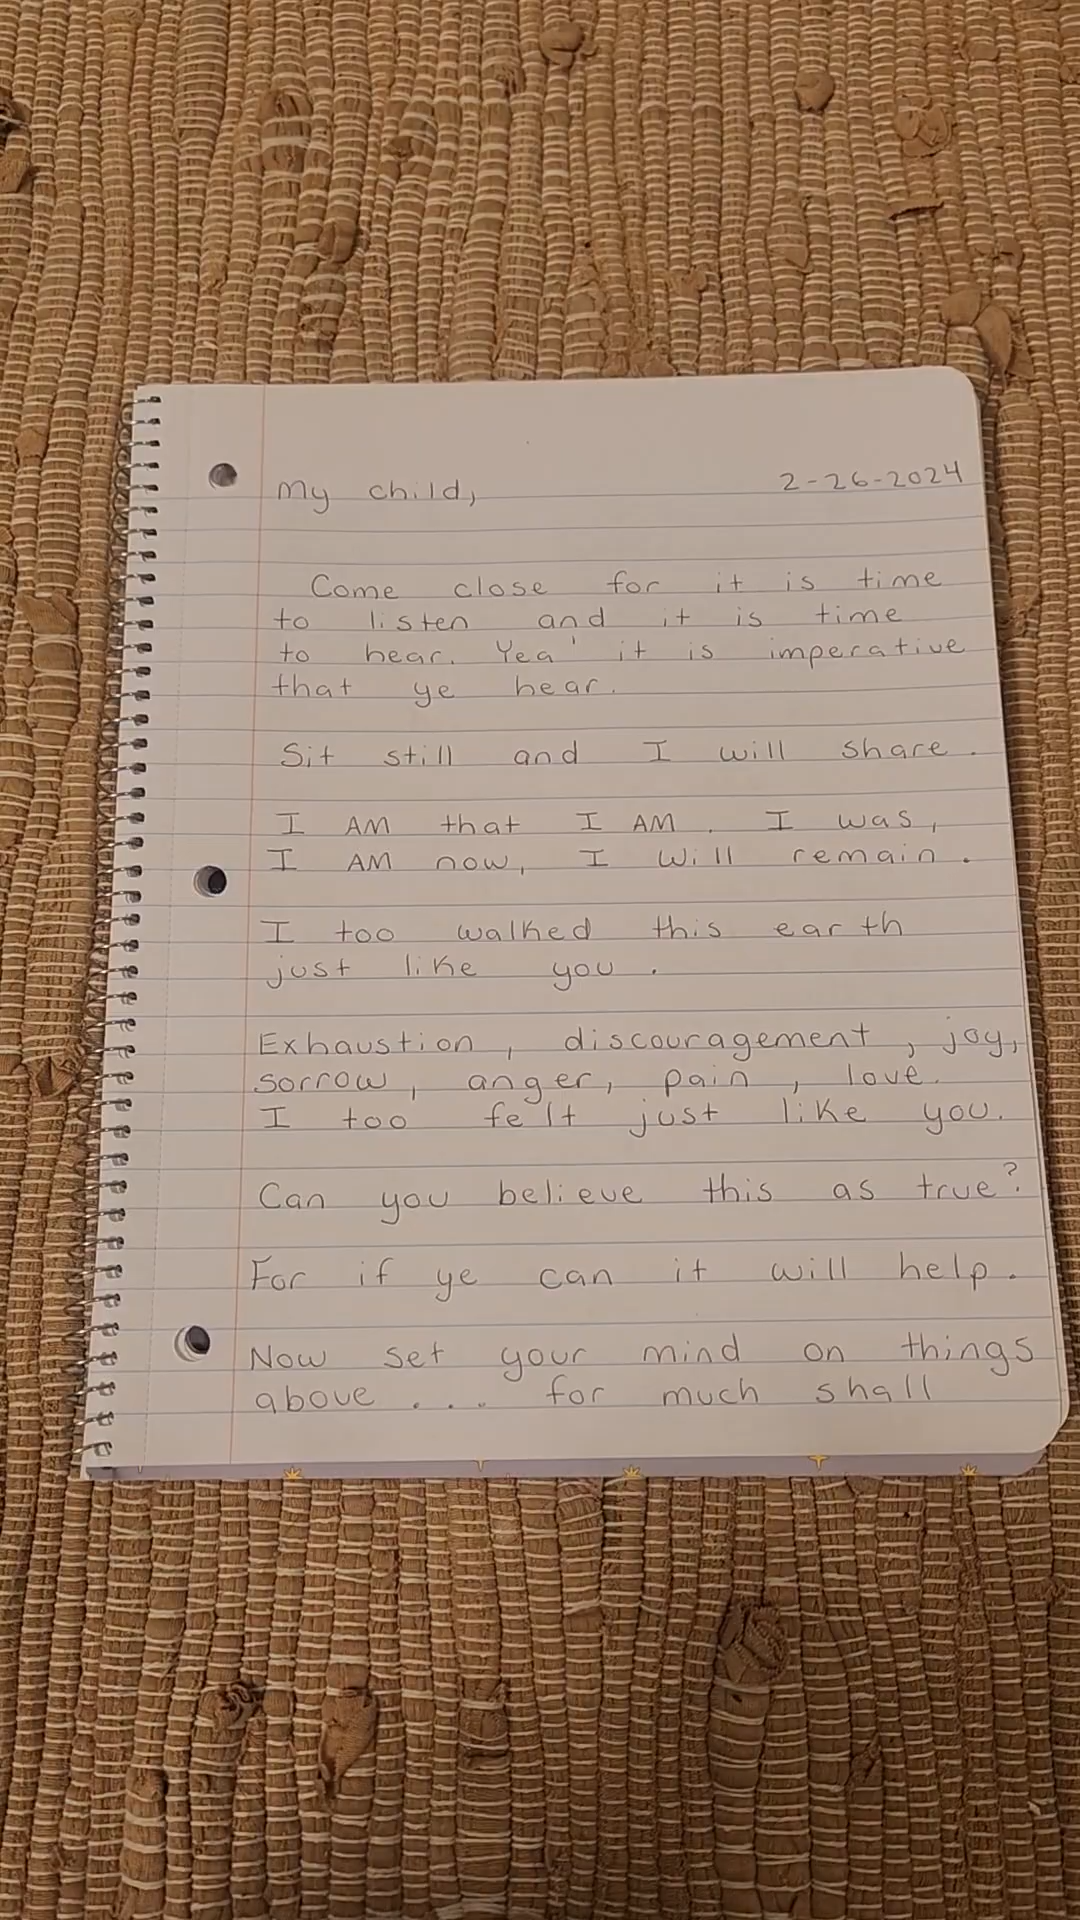 My child, 2-26-2024
Come close for it is time
to listen and it is time
to hear. Yea' it is imperative
that ye hear.
Sit still and I will share.
I AM that I AM. I was,
I AM now, I will remain.
I too walked this earth
just like you.
Exhaustion, discouragement, joy,
sorrow, anger, pain, love.
I too felt just like you.
Can you believe this as true?
For if ye can it will help.
Now set your mind on things
above.... for much shall